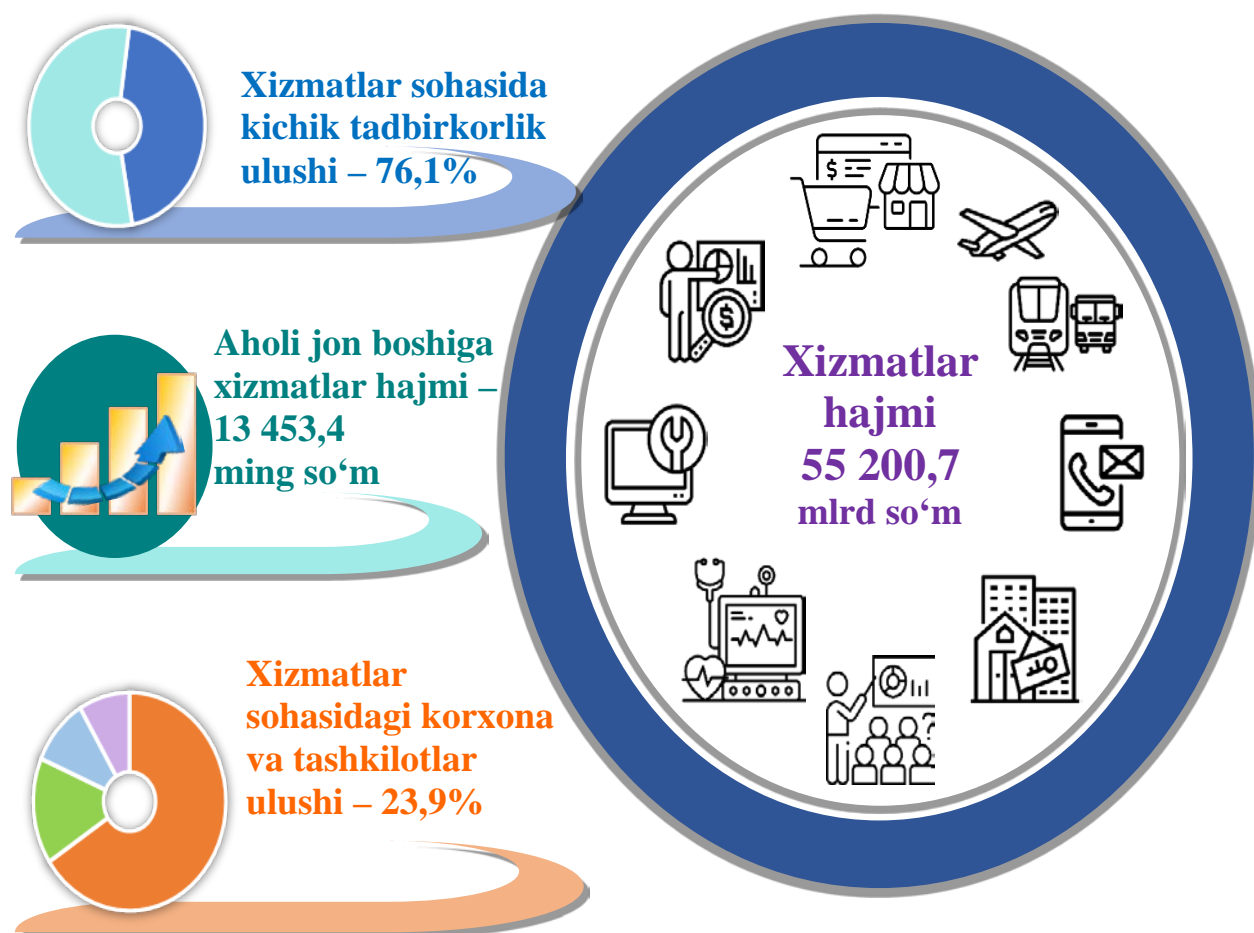 Xizmatlar sohasida
kichik tadbirkorlik
ulushi – 76,1%
Aholi jon boshiga
xizmatlar hajmi –
13 453,4
ming so‘m
Xizmatlar
sohasidagi korxona
va tashkilotlar
ulushi – 23,9%
Xizmatlar
hajmi
55 200,7
mlrd so‘m